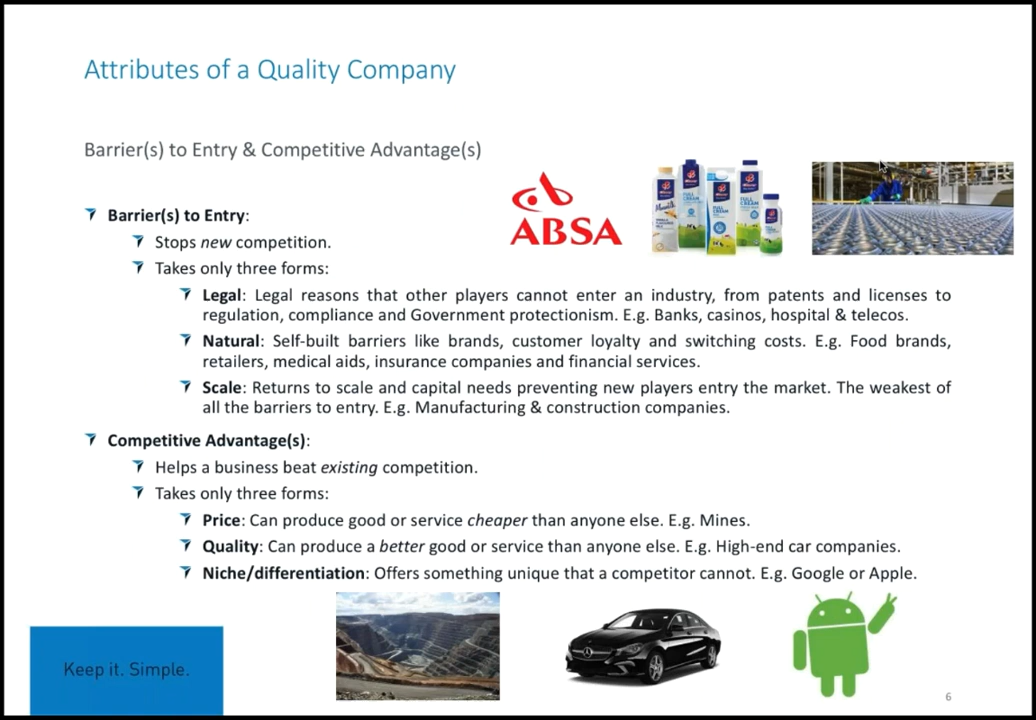 Attributes of a Quality Company
Barrier(s) to Entry & Competitive Advantage(s)
ABSA
Barrier(s) to Entry:
Stops new competition.
Takes only three forms:
Legal: Legal reasons that other players cannot enter an industry, from patents and licenses to
regulation, compliance and Government protectionism. E.g. Banks, casinos, hospital & telecos.
Natural: Self-built barriers like brands, customer loyalty and switching costs. E.g. Food brands,
retailers, medical aids, insurance companies and financial services.
Scale: Returns to scale and capital needs preventing new players entry the market. The weakest of
all the barriers to entry. E.g. Manufacturing & construction companies.
Competitive Advantage(s):
Helps a business beat existing competition.
Takes only three forms:
Price: Can produce good or service cheaper than anyone else. E.g. Mines.
Quality: Can produce a better good or service than anyone else. E.g. High-end car companies.
Niche/differentiation: Offers something unique that a competitor cannot. E.g. Google or Apple.
Keep it. Simple.
6